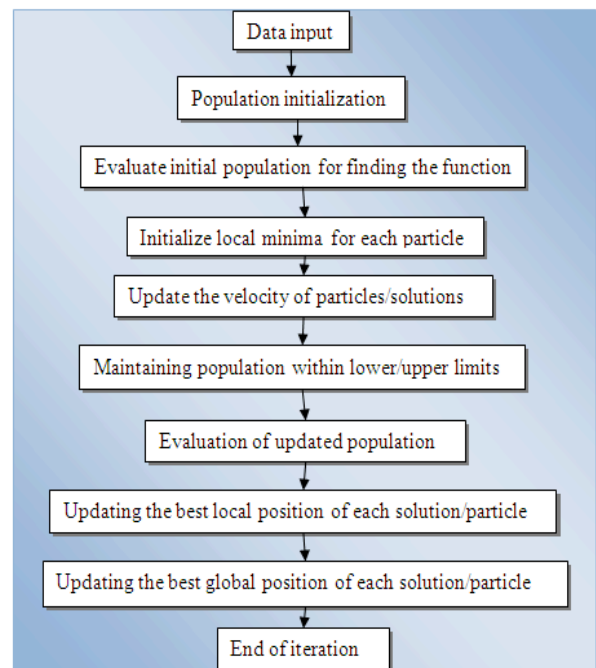 Data input
Population initialization
Evaluate initial population for finding the function
Initialize local minima for each particle
Update the velocity of particles/solutions
Maintaining population within lower/upper limits
Evaluation of updated population
Updating the best local position of each solution/particle
Updating the best global position of each solution/particle
End of iteration